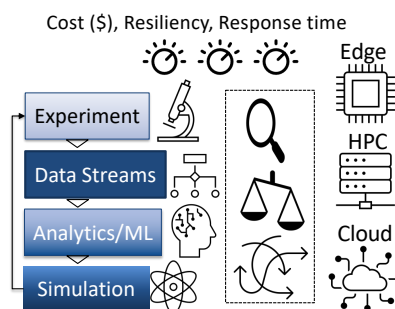 Cost ($), Resiliency, Response time
Edge
Experiment
HPC
Data Streams
Analytics/ML
Cloud
Simulation